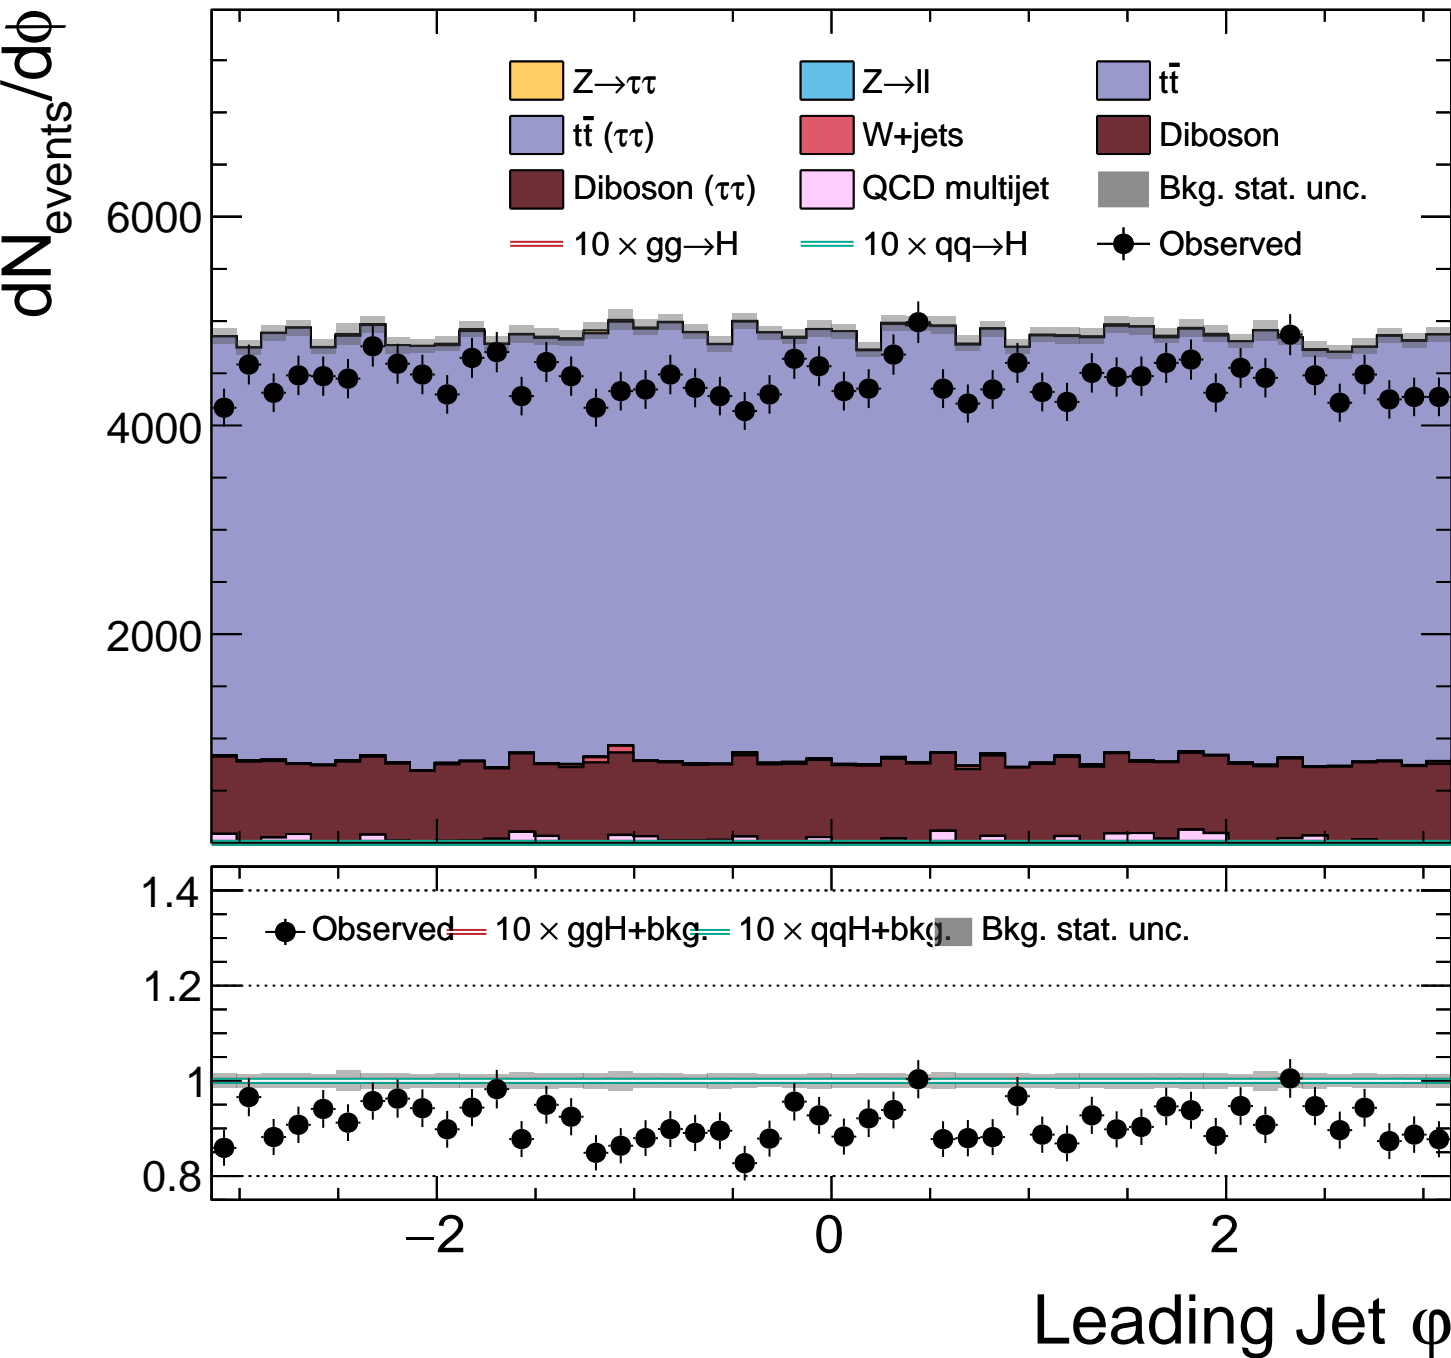 dN_events/dϕ
Z→ττ Z→ll tt̄
tt̄ (ττ) W+jets Diboson
Diboson (ττ) QCD multijet Bkg. stat. unc.
10 × gg→H 10 × qq→H Observed
6000
4000
2000
1.4
Observed 10 × ggH+bkg. 10 × qqH+bkg. Bkg. stat. unc.
1.2
1
0.8
−2 0 2
Leading Jet φ